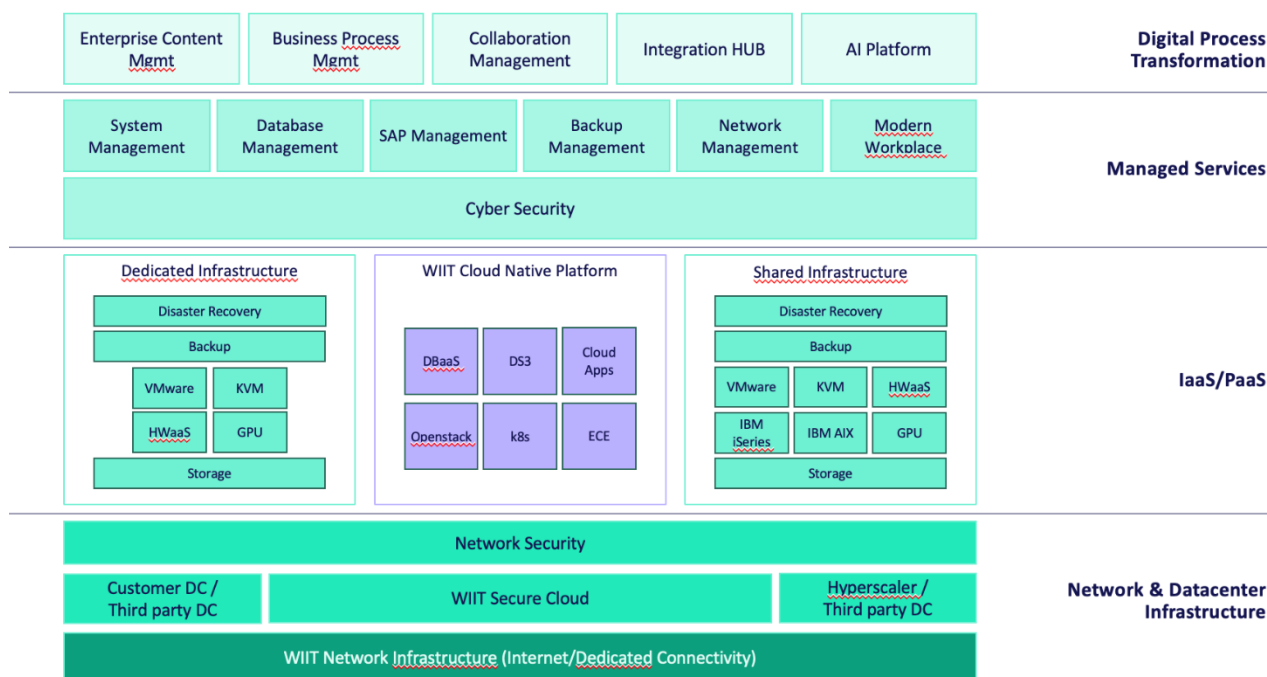 Enterprise Content
Mgmt
Business Process
Mgmt
Collaboration
Management
Integration HUB
AI Platform
Digital Process
Transformation
System
Management
Database
Management
SAP Management
Backup
Management
Network
Management
Modern
Workplace
Managed Services
Cyber Security
Dedicated Infrastructure
Disaster Recovery
Backup
VMware
KVM
HWaaS
GPU
Storage
WIIT Cloud Native Platform
DBaaS
DS3
Cloud
Apps
Openstack
k8s
ECE
Shared Infrastructure
Disaster Recovery
Backup
VMware
KVM
HWaaS
IBM
iSeries
IBM AIX
GPU
Storage
IaaS/PaaS
Network Security
Customer DC /
Third party DC
WIIT Secure Cloud
Hyperscaler /
Third party DC
Network & Datacenter
Infrastructure
WIIT Network Infrastructure (Internet/Dedicated Connectivity)